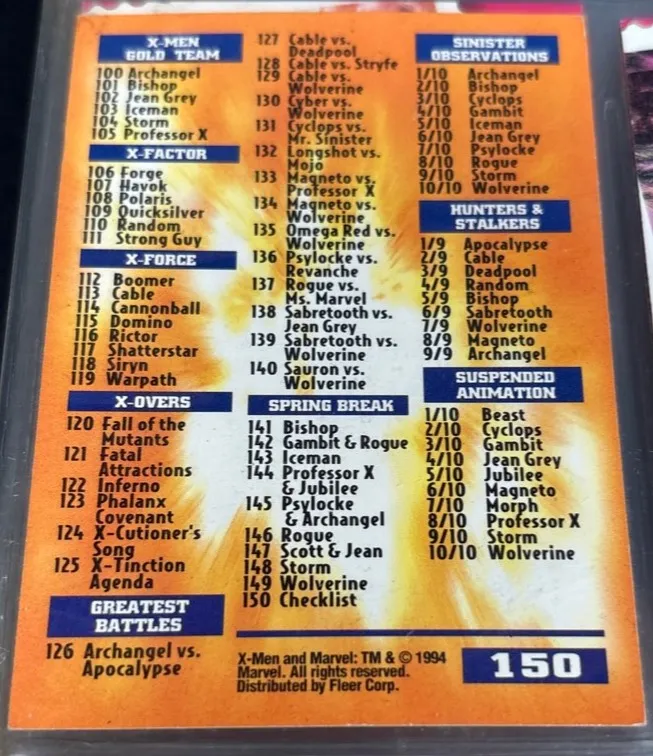 X-MEN
GOLD TEAM
100 Archangel
101 Bishop
102 Jean Grey
103 Iceman
104 Storm
105 Professor X
X-FACTOR
106 Forge
107 Havok
108 Polaris
109 Quicksilver
110 Random
111 Strong Guy
X-FORCE
112 Boomer
113 Cable
114 Cannonball
115 Domino
116 Rictor
117 Shatterstar
118 Siryn
119 Warpath
X-OVERS
120 Fall of the
Mutants
121 Fatal
Attractions
122 Inferno
123 Phalanx
Covenant
124 X-Cutioner's
Song
125 X-Tinction
Agenda
GREATEST
BATTLES
126 Archangel vs.
Apocalypse
127 Cable vs.
Deadpool
128 Cable vs. Stryfe
129 Cable vs.
Wolverine
130 Cyber vs.
Wolverine
131 Cyclops vs.
Mr. Sinister
132 Longshot vs.
Mojo
133 Magneto vs.
Professor X
134 Magneto vs.
Wolverine
135 Omega Red vs.
Wolverine
136 Psylocke vs.
Revanche
137 Rogue vs.
Ms. Marvel
138 Sabretooth vs.
Jean Grey
139 Sabretooth vs.
Wolverine
140 Sauron vs.
Wolverine
SPRING BREAK
141 Bishop
142 Gambit & Rogue
143 Iceman
144 Professor X
& Jubilee
145 Psylocke
& Archangel
146 Rogue
147 Scott & Jean
148 Storm
149 Wolverine
150 Checklist
SINISTER
OBSERVATIONS
1/10 Archangel
2/10 Bishop
3/10 Cyclops
4/10 Gambit
5/10 Iceman
6/10 Jean Grey
7/10 Psylocke
8/10 Rogue
9/10 Storm
10/10 Wolverine
HUNTERS &
STALKERS
1/9 Apocalypse
2/9 Cable
3/9 Deadpool
4/9 Random
5/9 Bishop
6/9 Sabretooth
7/9 Wolverine
8/9 Magneto
9/9 Archangel
SUSPENDED
ANIMATION
1/10 Beast
2/10 Cyclops
3/10 Gambit
4/10 Jean Grey
5/10 Jubilee
6/10 Magneto
7/10 Morph
8/10 Professor X
9/10 Storm
10/10 Wolverine
X-Men and Marvel: TM & © 1994
Marvel. All rights reserved.
Distributed by Fleer Corp.
150